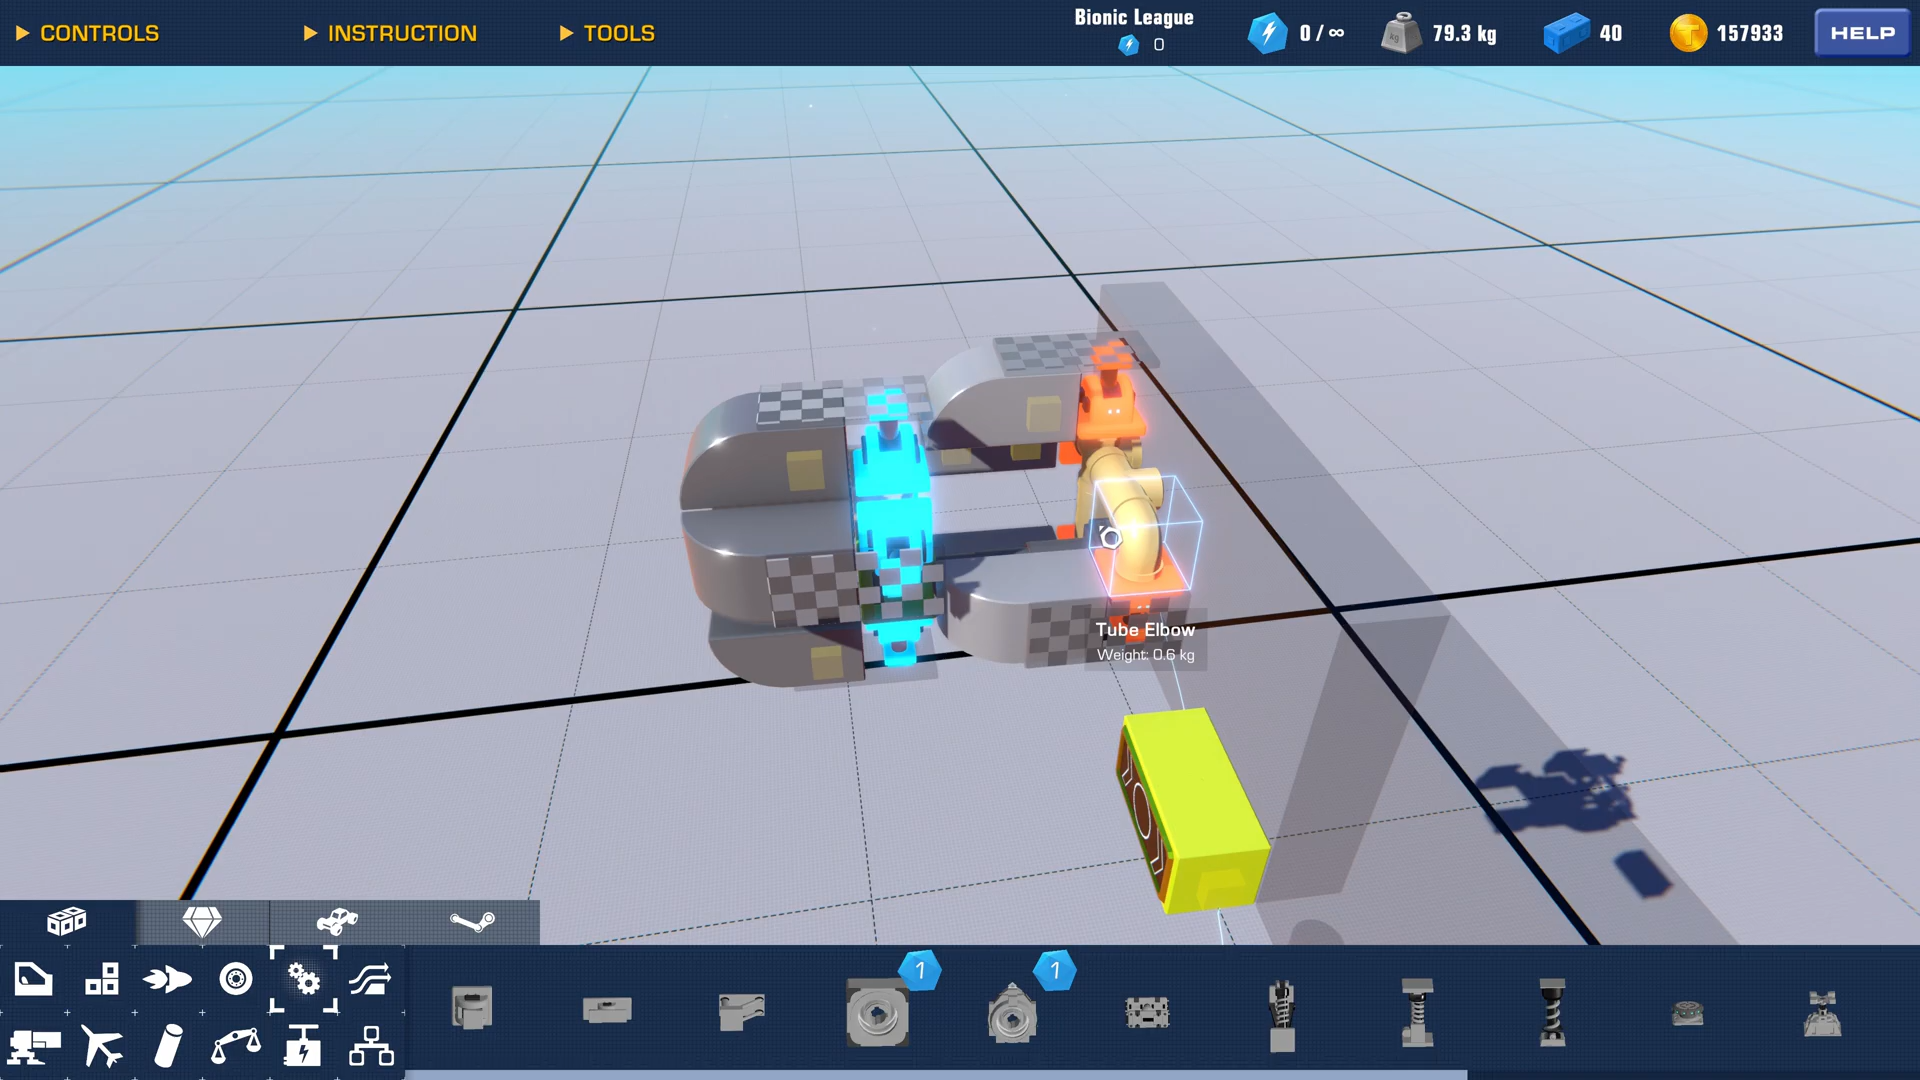 CONTROLS
INSTRUCTION
TOOLS
Bionic League
0
0 / ∞
79.3 kg
40
157933
HELP
Tube Elbow
Weight: 0.6 kg
1
1